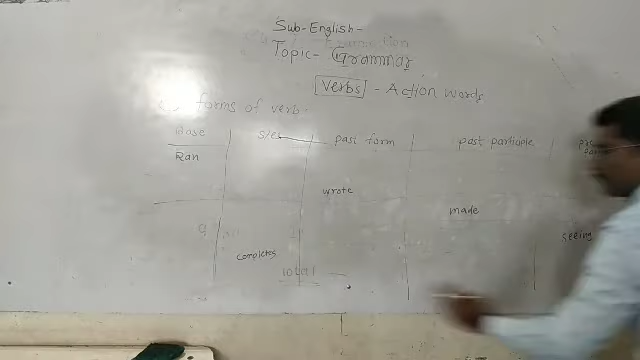 Sub-English-
Topic- Grammar
Verbs - Action words
forms of verb.
Base s/es past form past participle
Ran
wrote
made
seeing
completes
total